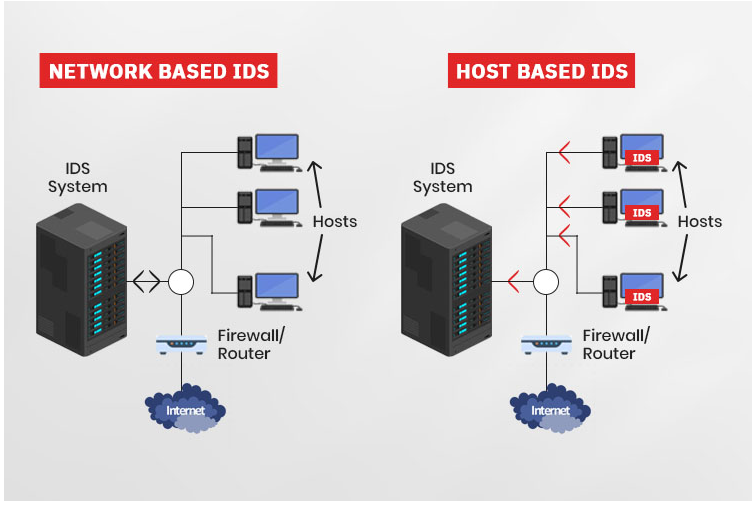 NETWORK BASED IDS
IDS
System
Hosts
Firewall/
Router
Internet
HOST BASED IDS
IDS
System
IDS
IDS
IDS
Hosts
Firewall/
Router
Internet